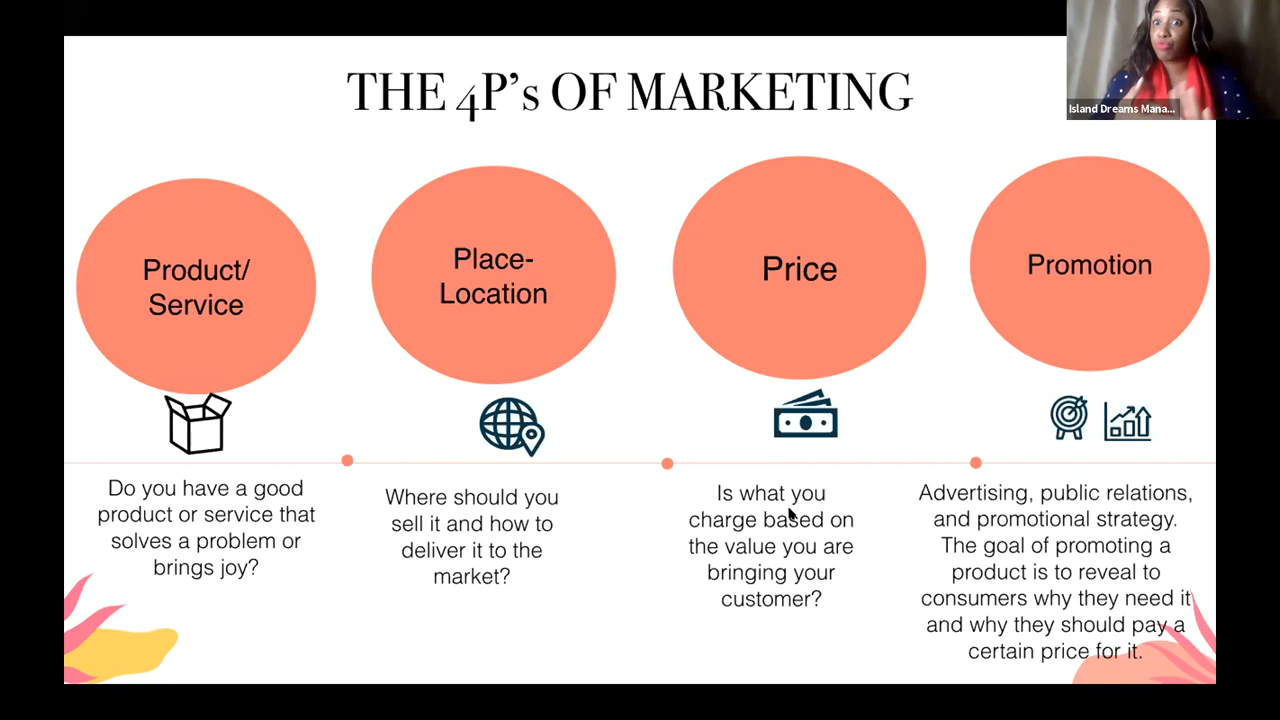 THE 4P's OF MARKETING
Island Dreams Mana...
Product/
Service
Place-
Location
Price
Promotion
Do you have a good
product or service that
solves a problem or
brings joy?
Where should you
sell it and how to
deliver it to the
market?
Is what you
charge based on
the value you are
bringing your
customer?
Advertising, public relations,
and promotional strategy.
The goal of promoting a
product is to reveal to
consumers why they need it
and why they should pay a
certain price for it.